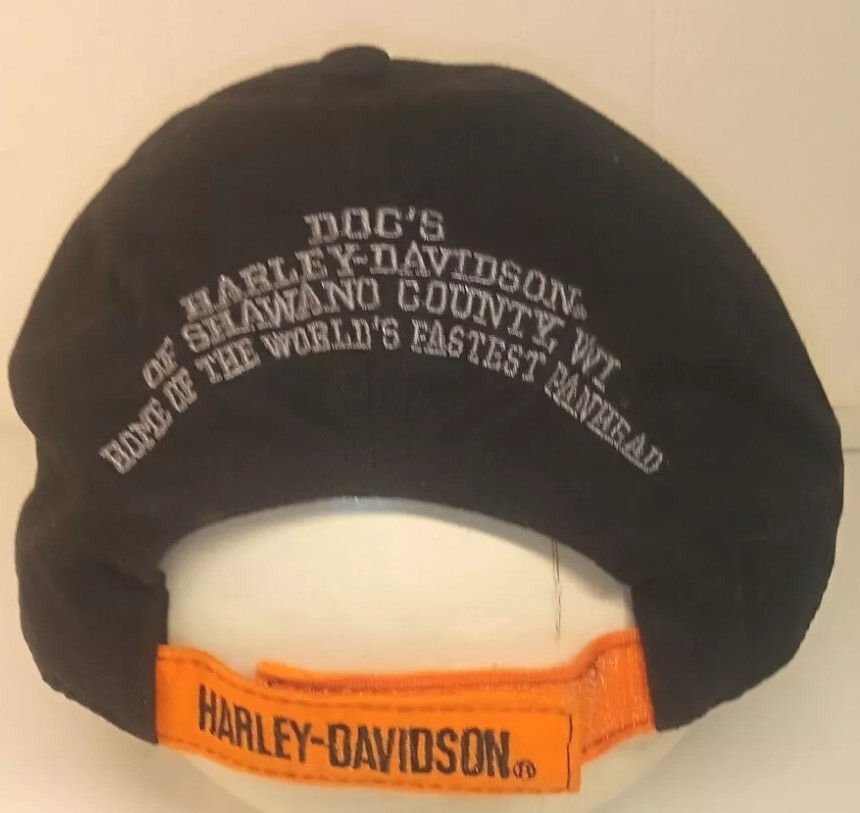 DOC'S
HARLEY-DAVIDSON®
OF SHAWANO COUNTY, WI
HOME OF THE WORLD'S FASTEST PANHEAD
HARLEY-DAVIDSON®